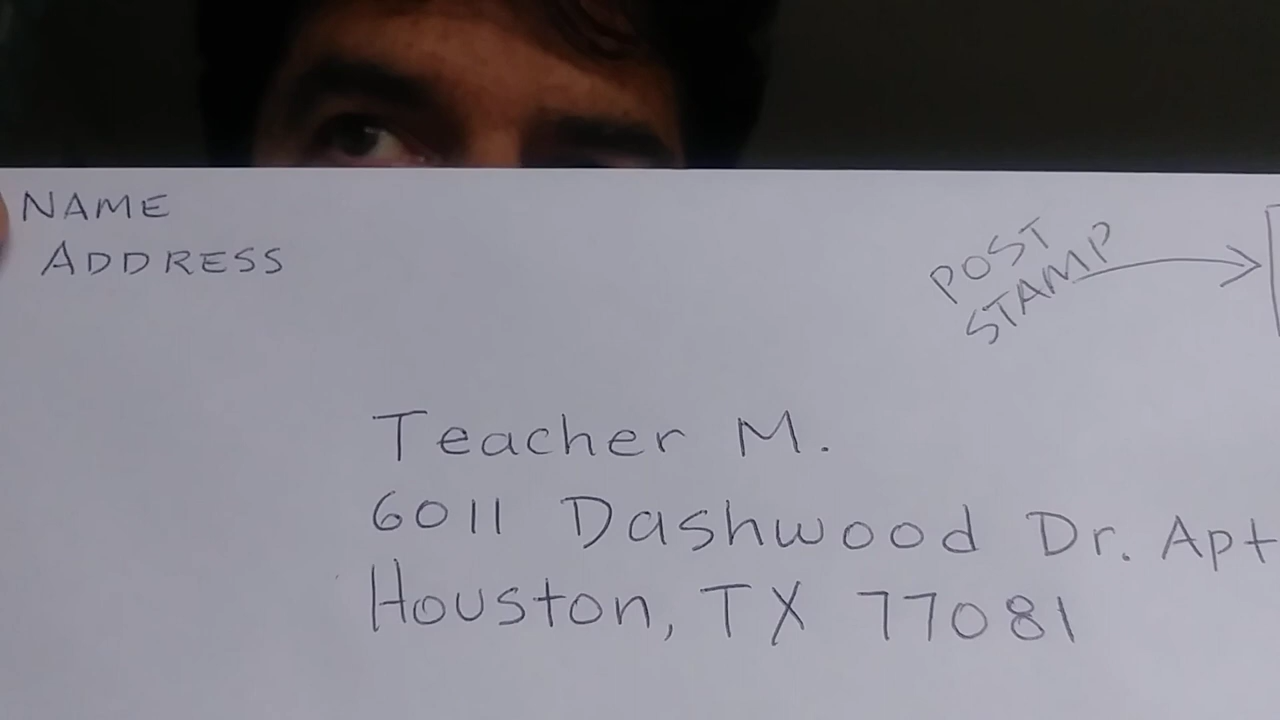 NAME
ADDRESS
POST
STAMP
Teacher M.
6011 Dashwood Dr. Apt
Houston, TX 77081